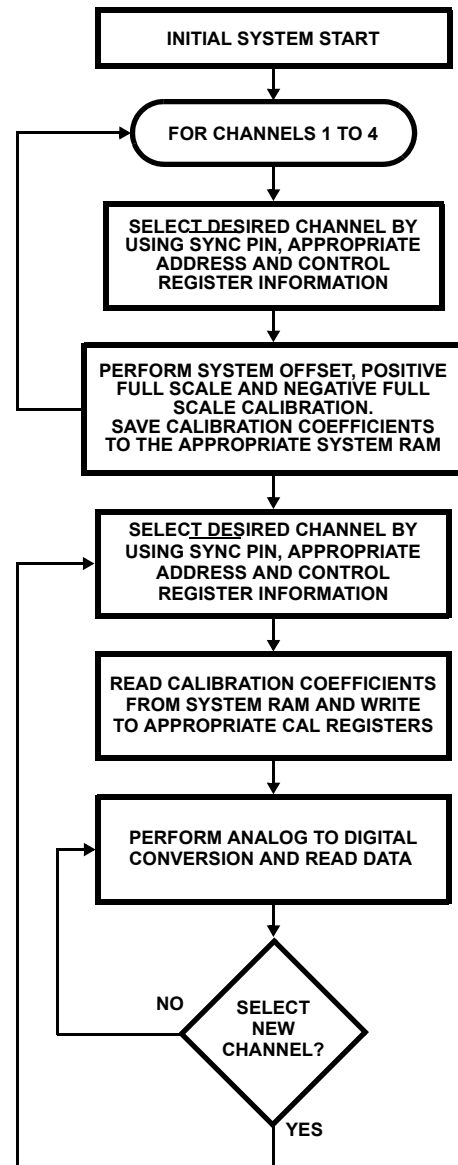 INITIAL SYSTEM START
FOR CHANNELS 1 TO 4
SELECT DESIRED CHANNEL BY
USING SYNC PIN, APPROPRIATE
ADDRESS AND CONTROL
REGISTER INFORMATION
PERFORM SYSTEM OFFSET, POSITIVE
FULL SCALE AND NEGATIVE FULL
SCALE CALIBRATION.
SAVE CALIBRATION COEFFICIENTS
TO THE APPROPRIATE SYSTEM RAM
SELECT DESIRED CHANNEL BY
USING SYNC PIN, APPROPRIATE
ADDRESS AND CONTROL
REGISTER INFORMATION
READ CALIBRATION COEFFICIENTS
FROM SYSTEM RAM AND WRITE
TO APPROPRIATE CAL REGISTERS
PERFORM ANALOG TO DIGITAL
CONVERSION AND READ DATA
NO
SELECT
NEW
CHANNEL?
YES